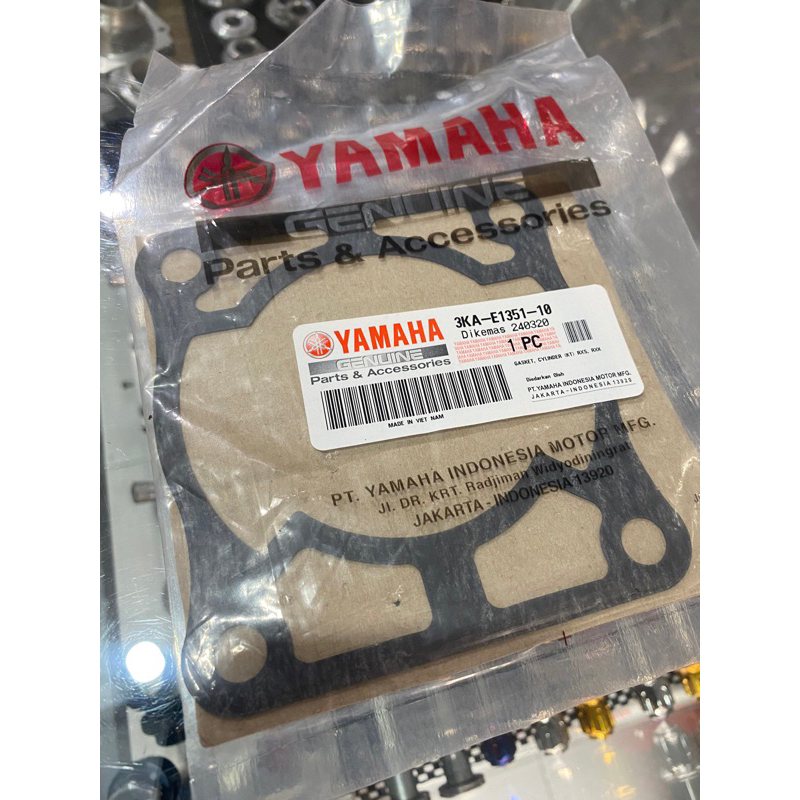 YAMAHA
GENUINE
Parts & Accessories
YAMAHA
GENUINE
Parts & Accessories
MADE IN VIET NAM
3KA-E1351-10
Dikemas 240320
1 PC
GASKET, CYLINDER (KT) RXS, RXK
Diedarkan Oleh
PT.YAMAHA INDONESIA MOTOR MFG.
JAKARTA-INDONESIA 13920
PT. YAMAHA INDONESIA MOTOR MFG.
Jl. DR. KRT. Radjiman Widyodiningrat
JAKARTA - INDONESIA 13920